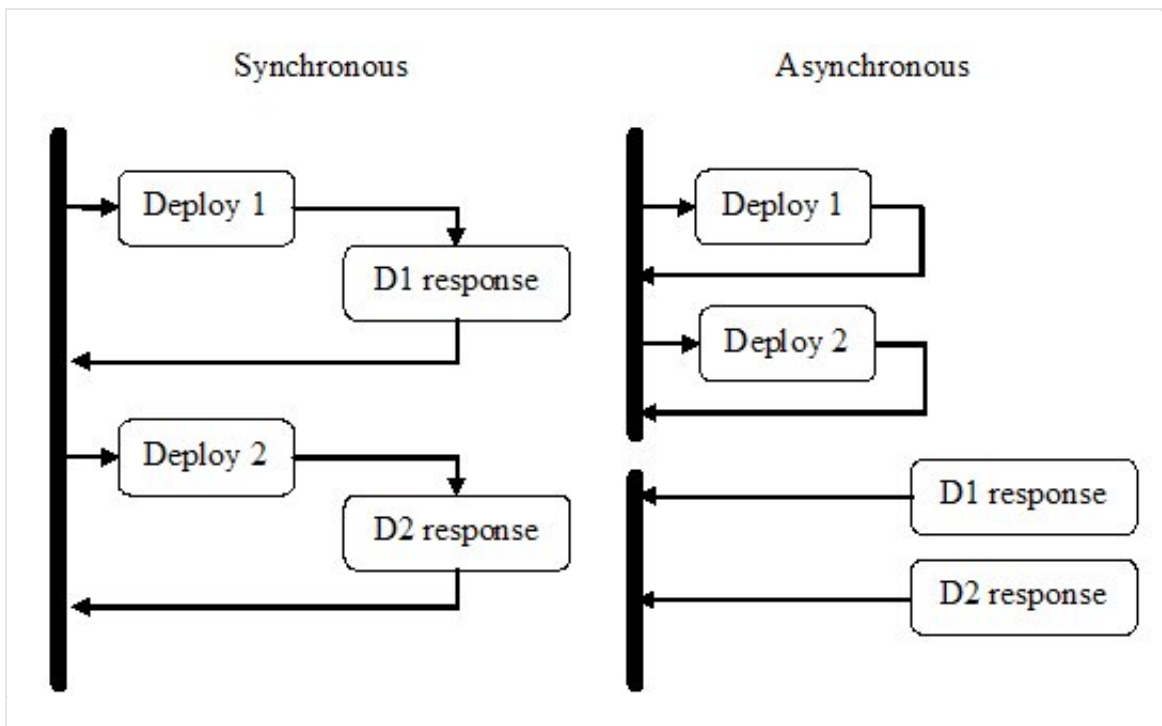 Synchronous
Deploy 1
D1 response
Deploy 2
D2 response
Asynchronous
Deploy 1
Deploy 2
D1 response
D2 response